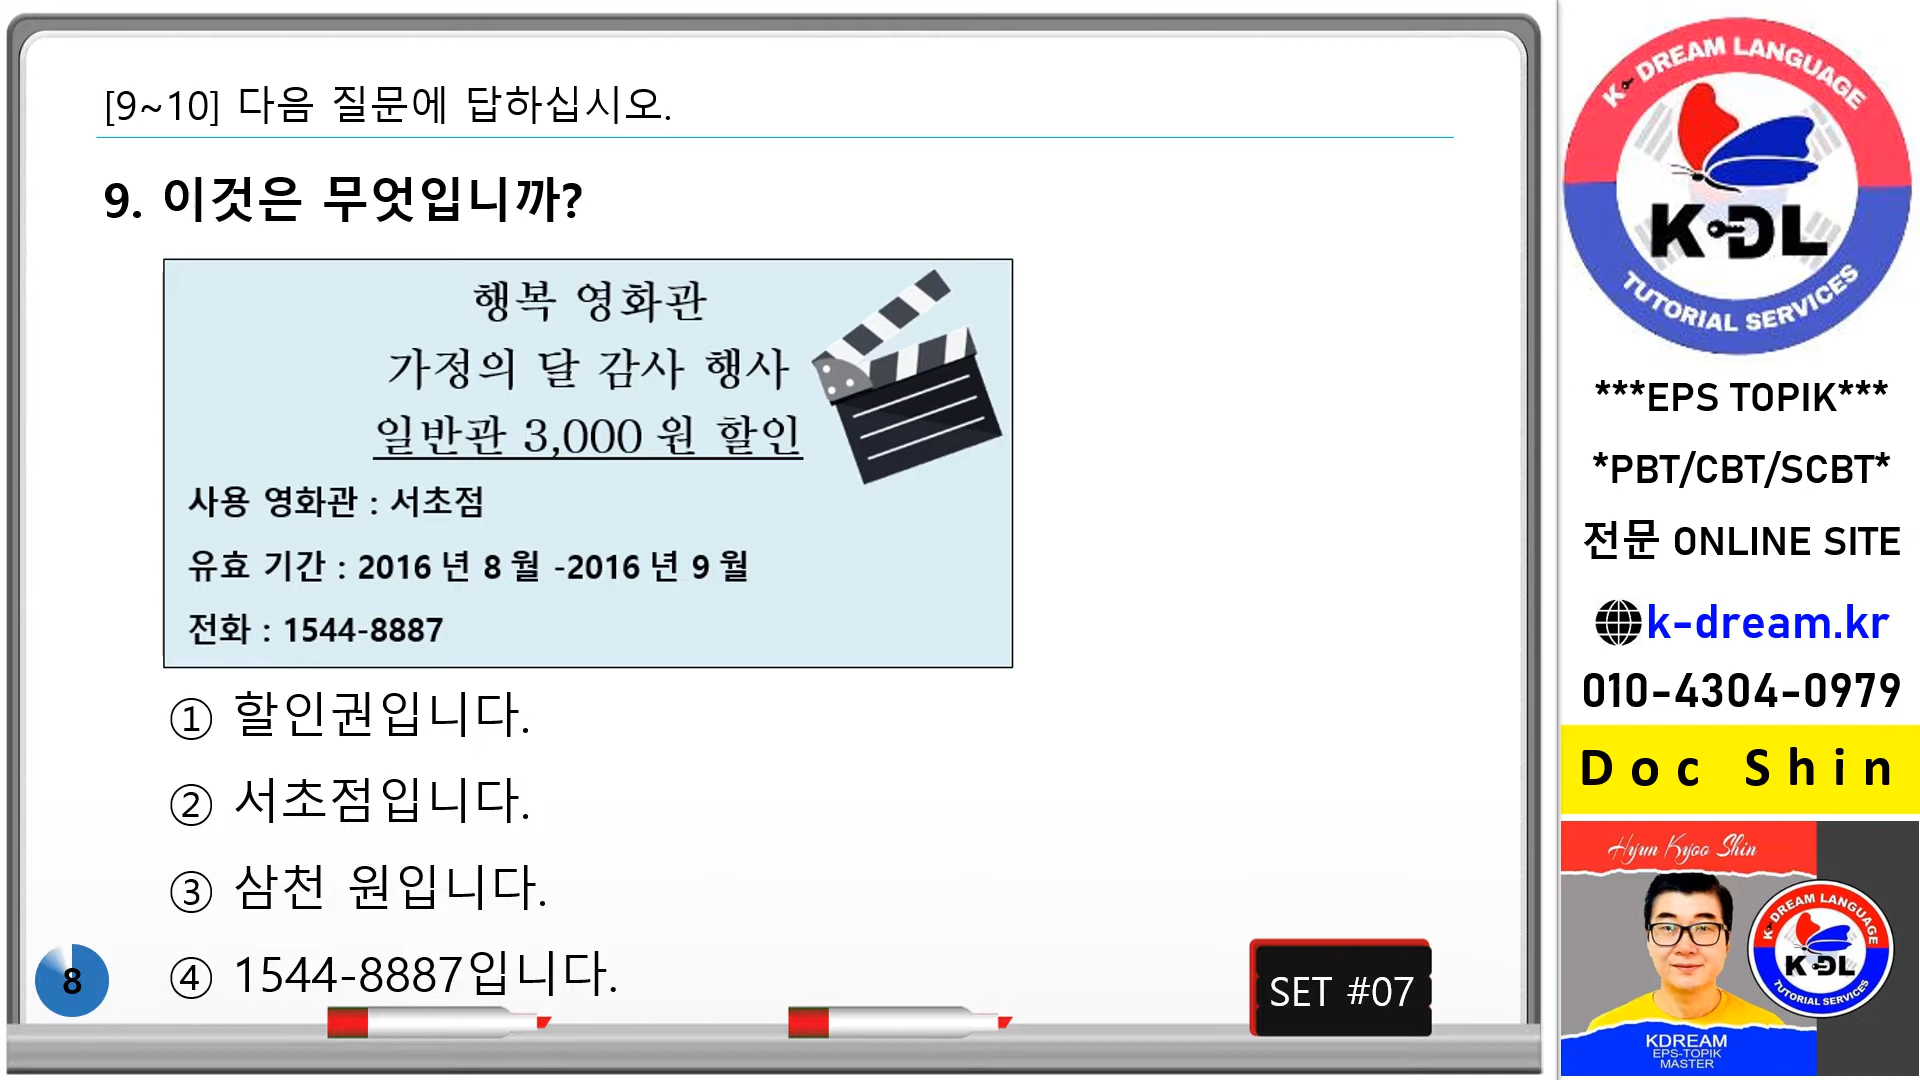 [9~10] 다음 질문에 답하십시오.
9. 이것은 무엇입니까?
행복 영화관
가정의 달 감사 행사
일반관 3,000 원 할인
사용 영화관 : 서초점
유효 기간 : 2016 년 8 월 -2016 년 9 월
전화 : 1544-8887
① 할인권입니다.
② 서초점입니다.
③ 삼천 원입니다.
④ 1544-8887입니다.
8
SET #07
K-DREAM LANGUAGE
K-DL
TUTORIAL SERVICES
***EPS TOPIK***
*PBT/CBT/SCBT*
전문 ONLINE SITE
k-dream.kr
010-4304-0979
Doc Shin
Hyun Kyoo Shin
K-DREAM LANGUAGE
K-DL
TUTORIAL SERVICES
KDREAM
EPS-TOPIK
MASTER